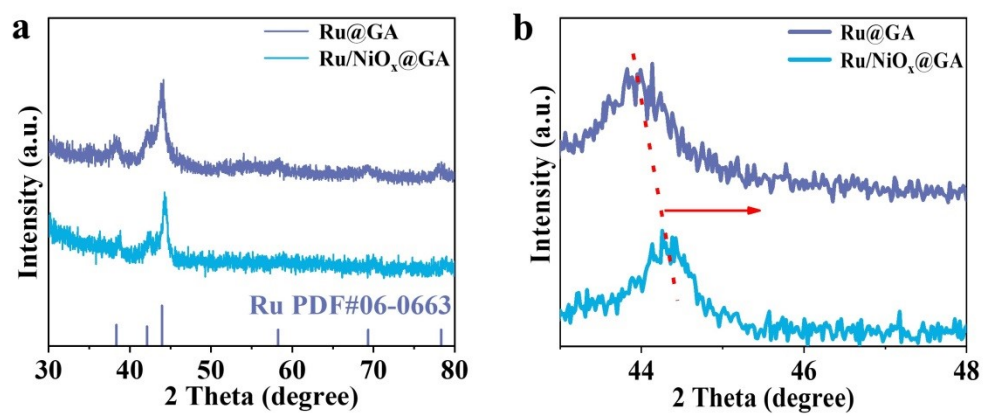 a
Ru@GA
Ru/NiOx@GA
Intensity (a.u.)
Ru PDF#06-0663
30 40 50 60 70 80
2 Theta (degree)
b
Ru@GA
Ru/NiOx@GA
Intensity (a.u.)
44 46 48
2 Theta (degree)